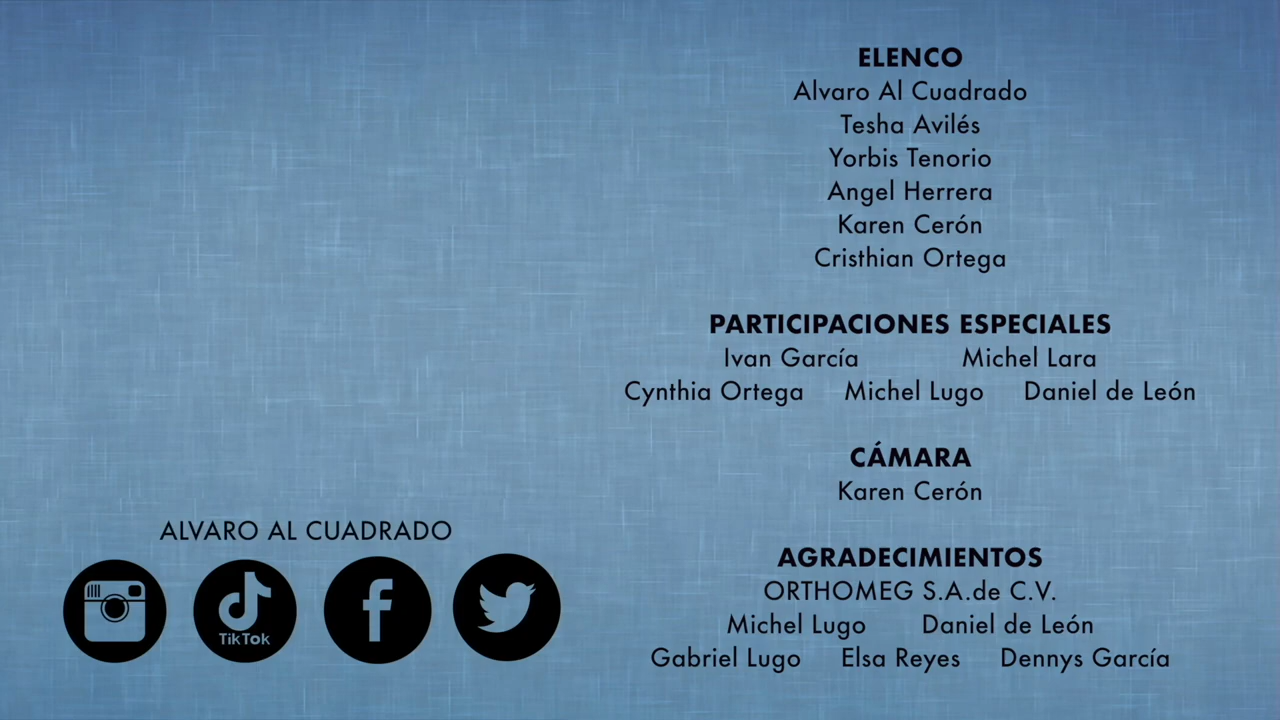 ELENCO
Alvaro Al Cuadrado
Tesha Avilés
Yorbis Tenorio
Angel Herrera
Karen Cerón
Cristhian Ortega
PARTICIPACIONES ESPECIALES
Ivan García Michel Lara
Cynthia Ortega Michel Lugo Daniel de León
CÁMARA
Karen Cerón
AGRADECIMIENTOS
ORTHOMEG S.A.de C.V.
Michel Lugo Daniel de León
Gabriel Lugo Elsa Reyes Dennys García
ALVARO AL CUADRADO
TikTok